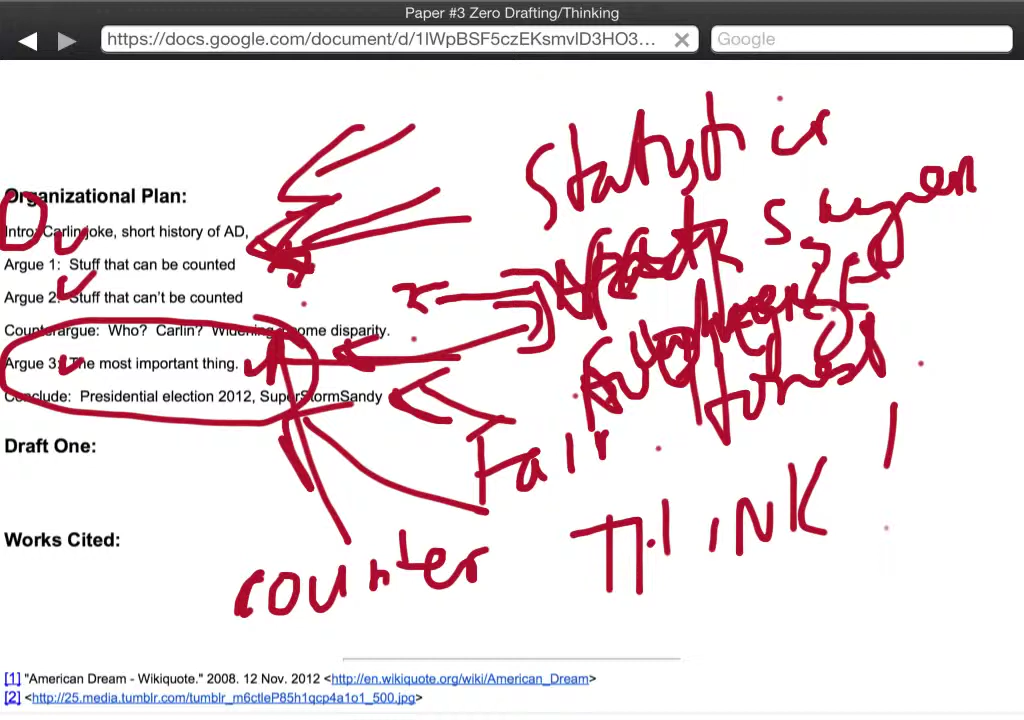 Paper #3 Zero Drafting/Thinking
https://docs.google.com/document/d/1lWpBSF5czEKsmvlD3HO3...
Google
Organizational Plan:
Intro: Carlin joke, short history of AD,
Argue 1: Stuff that can be counted
Argue 2: Stuff that can't be counted
Counterargue: Who? Carlin? Widening income disparity.
Argue 3: The most important thing.
Conclude: Presidential election 2012, SuperStormSandy
Draft One:
Works Cited:
Fair
THINK
counter
[1] "American Dream - Wikiquote." 2008. 12 Nov. 2012 <http://en.wikiquote.org/wiki/American_Dream>
[2] <http://25.media.tumblr.com/tumblr_m6ctleP85h1qcp4a1o1_500.jpg>